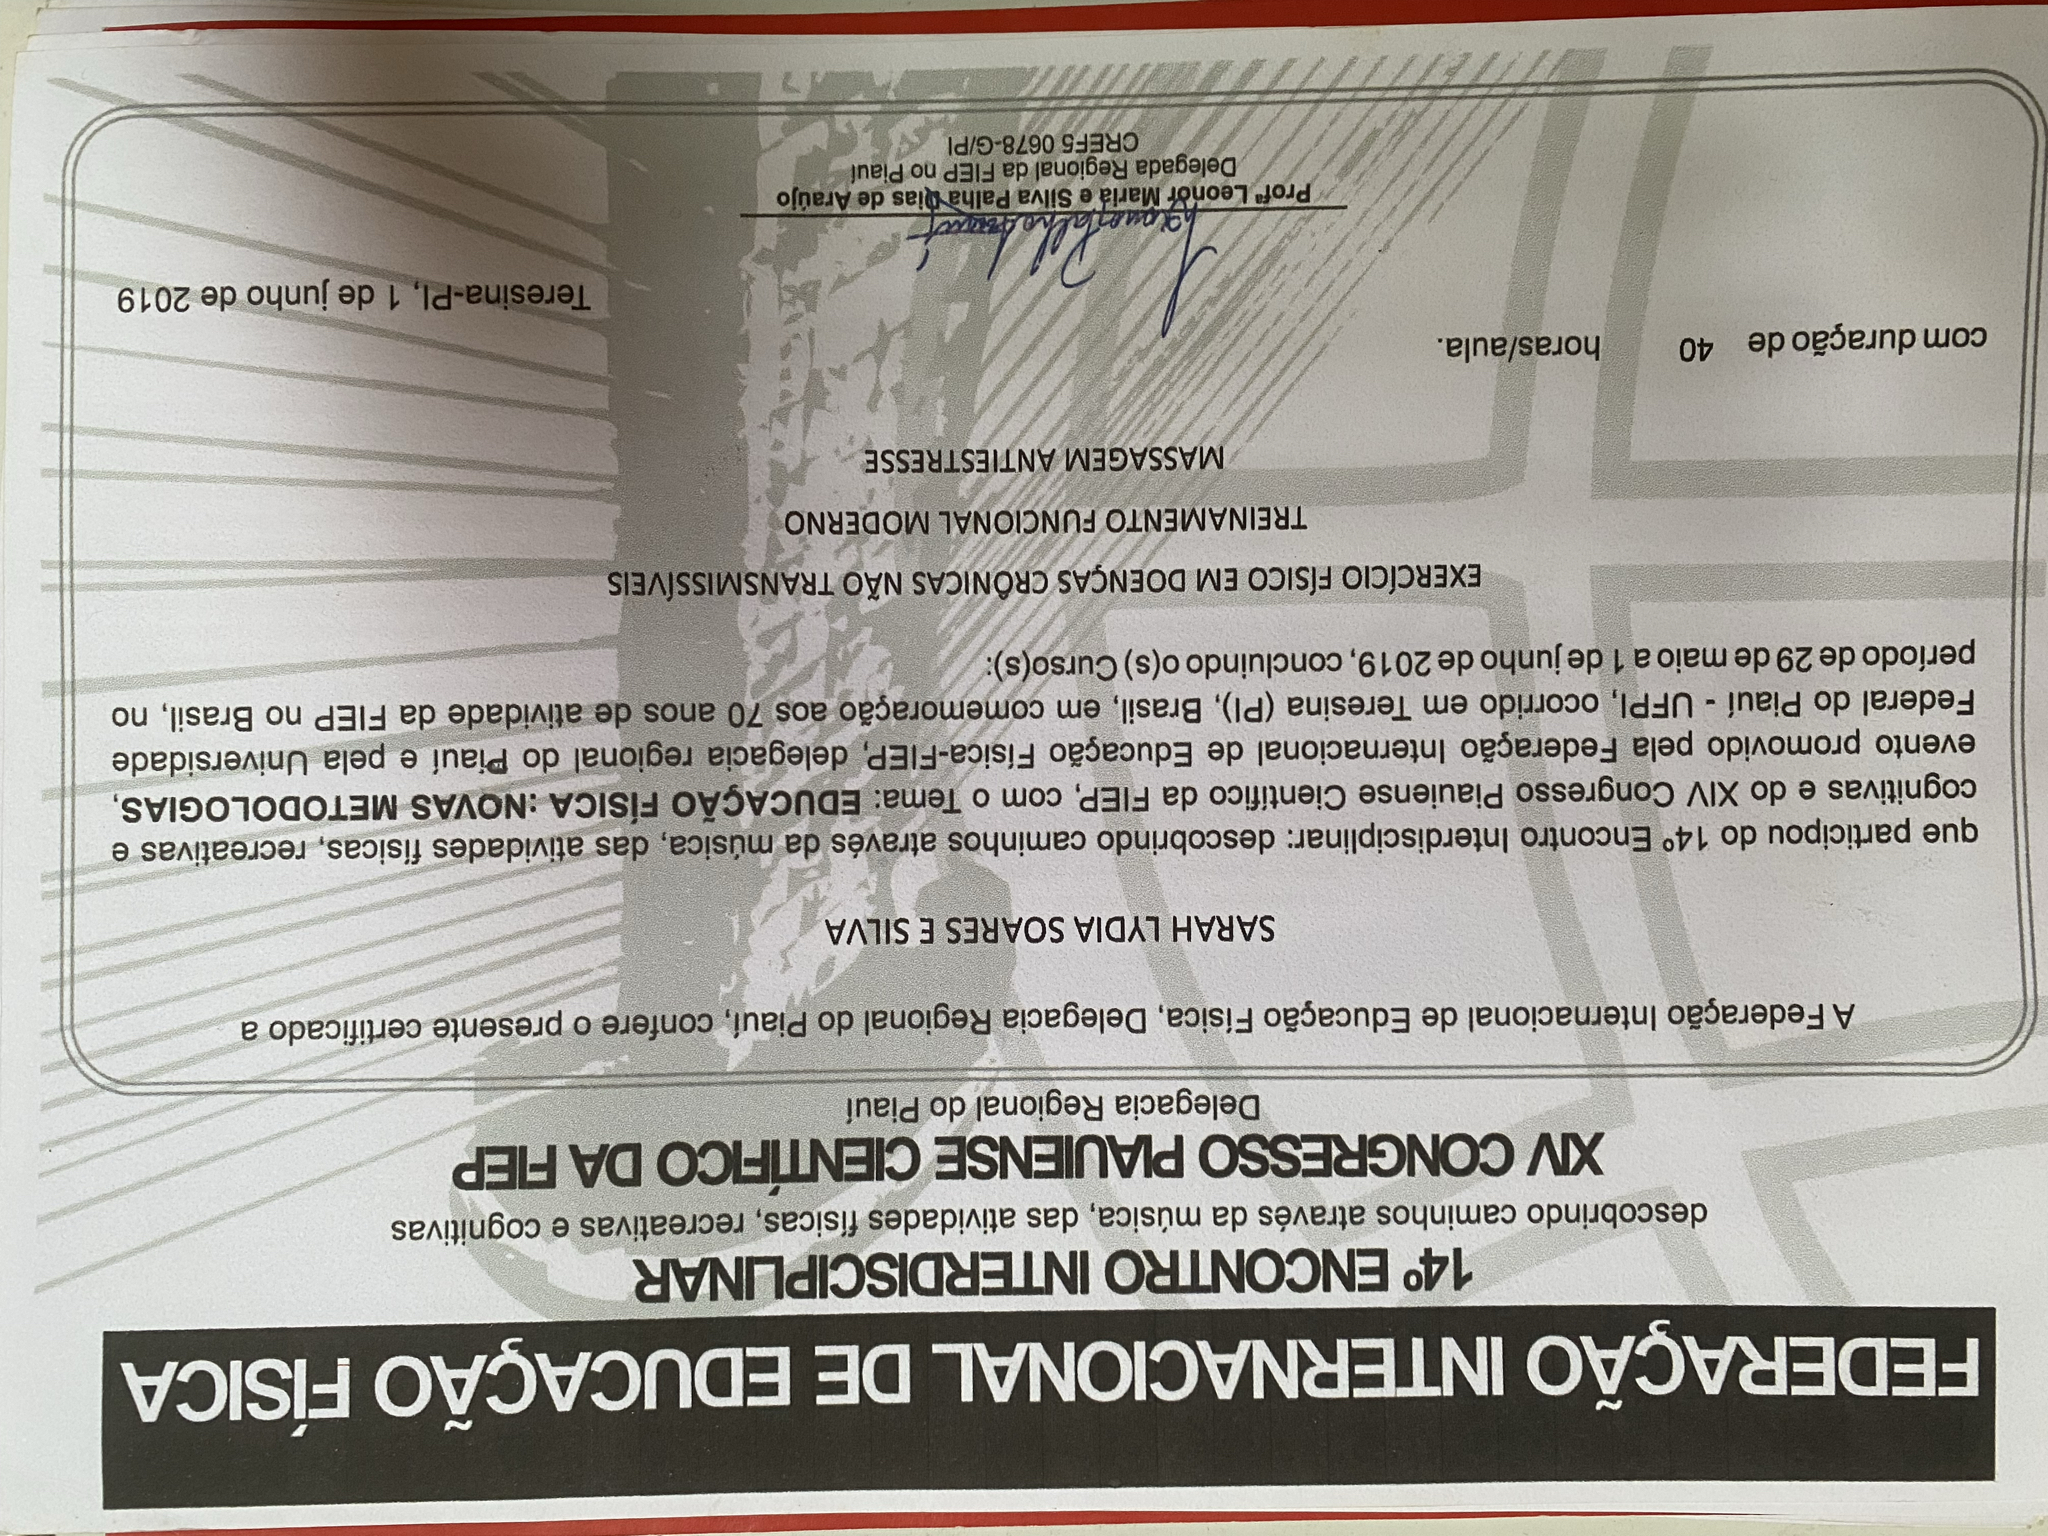 FEDERAÇÃO INTERNACIONAL DE EDUCAÇÃO FÍSICA
14º ENCONTRO INTERDISCIPLINAR
descobrindo caminhos através da música, das atividades físicas, recreativas e cognitivas
XIV CONGRESSO PIAUIENSE CIENTÍFICO DA FIEP
Delegacia Regional do Piauí
A Federação Internacional de Educação Física, Delegacia Regional do Piauí, confere o presente certificado a
SARAH LYDIA SOARES E SILVA
que participou do 14º Encontro Interdisciplinar: descobrindo caminhos através da música, das atividades físicas, recreativas e
cognitivas e do XIV Congresso Piauiense Científico da FIEP, com o Tema: EDUCAÇÃO FÍSICA :NOVAS METODOLOGIAS,
evento promovido pela Federação Internacional de Educação Física-FIEP, delegacia regional do Piauí e pela Universidade
Federal do Piauí - UFPI, ocorrido em Teresina (PI), Brasil, em comemoração aos 70 anos de atividade da FIEP no Brasil, no
período de 29 de maio a 1 de junho de 2019, concluindo o(s) Curso(s):
EXERCÍCIO FÍSICO EM DOENÇAS CRÔNICAS NÃO TRANSMISSÍVEIS
TREINAMENTO FUNCIONAL MODERNO
MASSAGEM ANTIESTRESSE
com duração de 40 horas/aula.
Teresina-PI, 1 de junho de 2019
Profª Leonor Maria e Silva Palha Dias de Araújo
Delegada Regional da FIEP no Piauí
CREF5 0678-G/PI